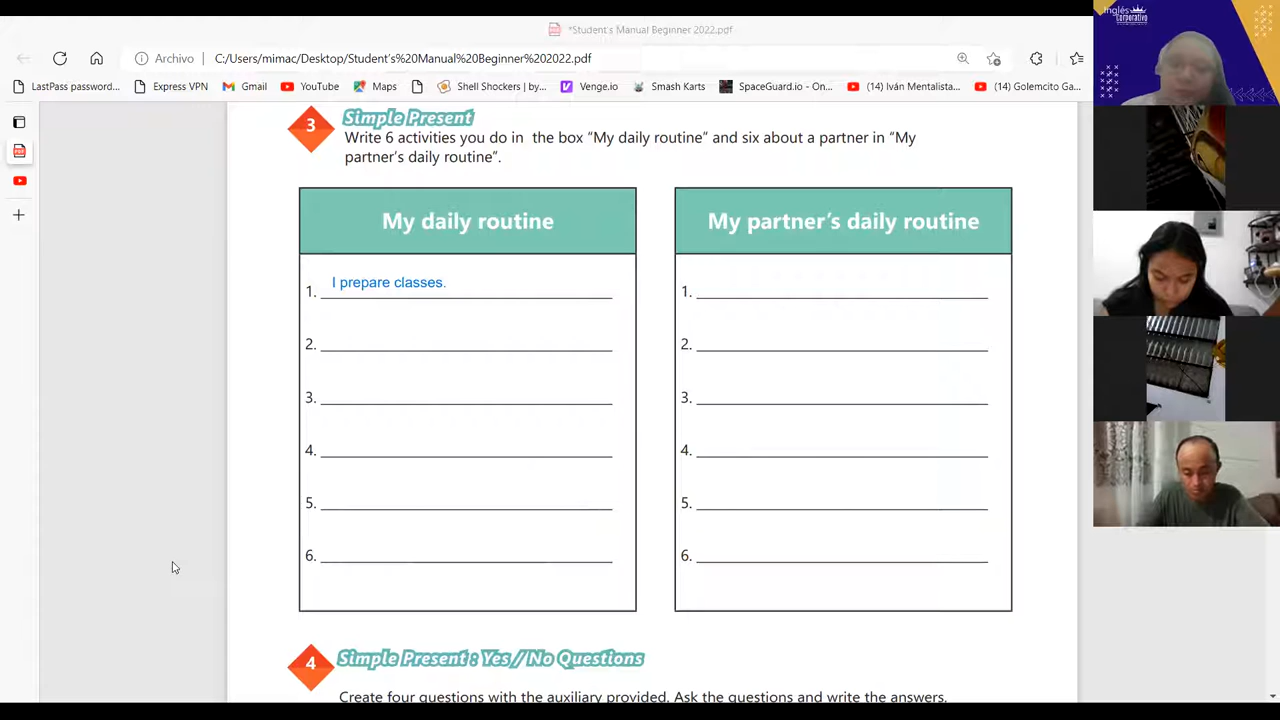 *Student's Manual Beginner 2022.pdf
Archivo
C:/Users/mimac/Desktop/Student's%20Manual%20Beginner%202022.pdf
LastPass password...
Express VPN
Gmail
YouTube
Maps
Shell Shockers | by...
Venge.io
Smash Karts
SpaceGuard.io - On...
(14) Iván Mentalista...
(14) Golemcito Ga...
Inglés
Corporativo
3
Simple Present
Write 6 activities you do in the box “My daily routine” and six about a partner in “My
partner’s daily routine”.
My daily routine
1. I prepare classes.
2.
3.
4.
5.
6.
My partner’s daily routine
1.
2.
3.
4.
5.
6.
4
Simple Present : Yes / No Questions
Create four questions with the auxiliary provided. Ask the questions and write the answers.